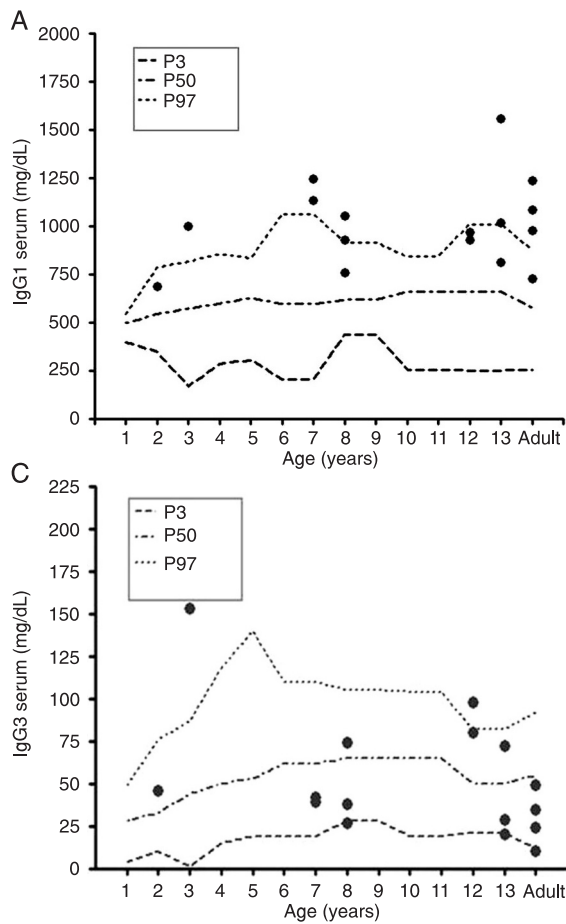 A
IgG1 serum (mg/dL)
2000
1750
1500
1250
1000
750
500
250
0
P3
P50
P97
1 2 3 4 5 6 7 8 9 10 11 12 13 Adult
Age (years)
C
IgG3 serum (mg/dL)
225
200
175
150
125
100
75
50
25
0
P3
P50
P97
1 2 3 4 5 6 7 8 9 10 11 12 13 Adult
Age (years)